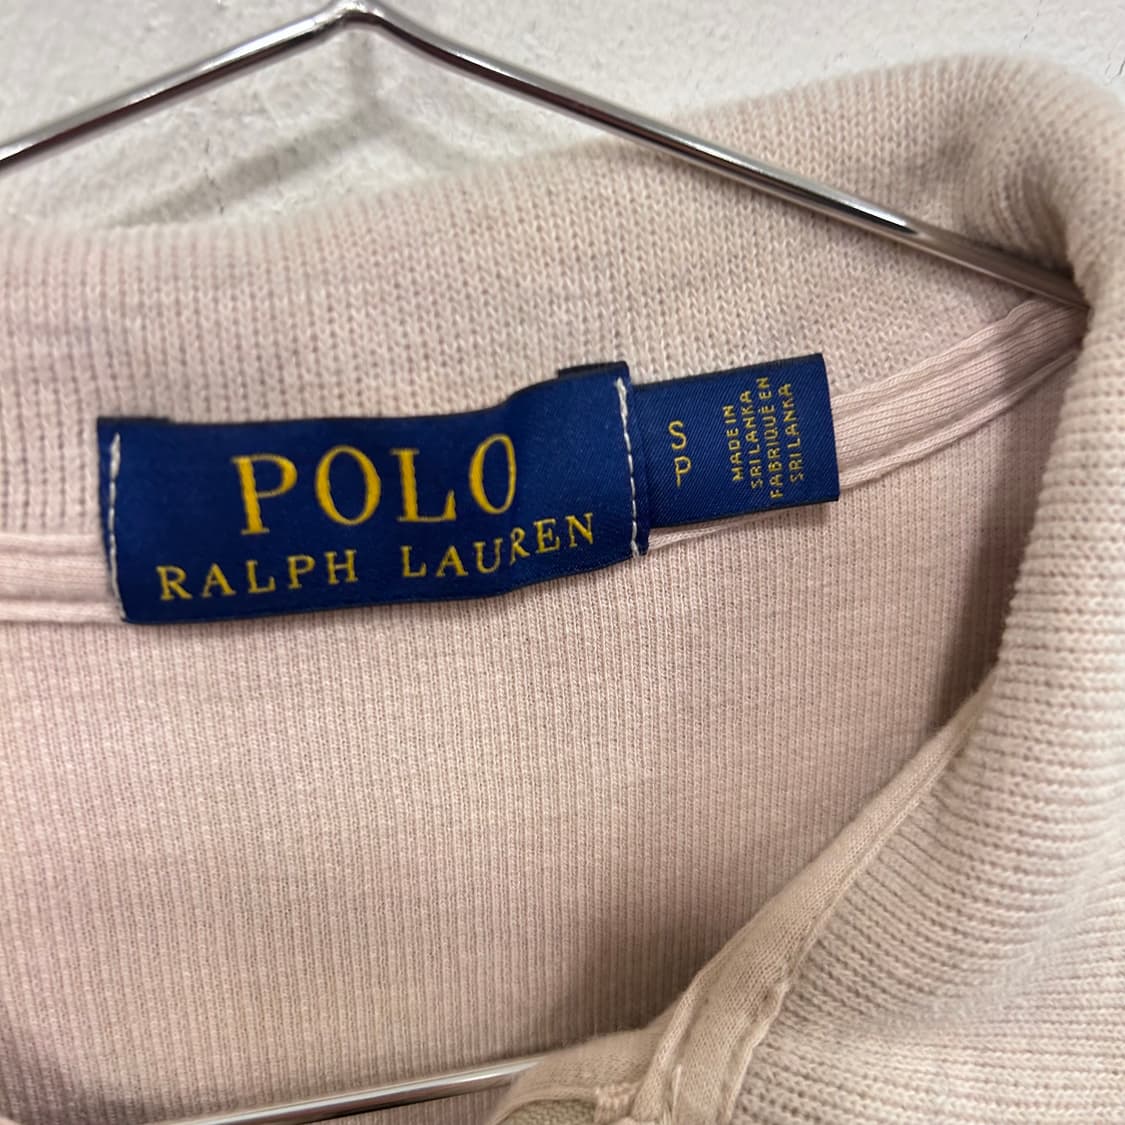 POLO
RALPH LAUREN
S
P
MADE IN
SRI LANKA
FABRIQUÉ EN
SRI LANKA